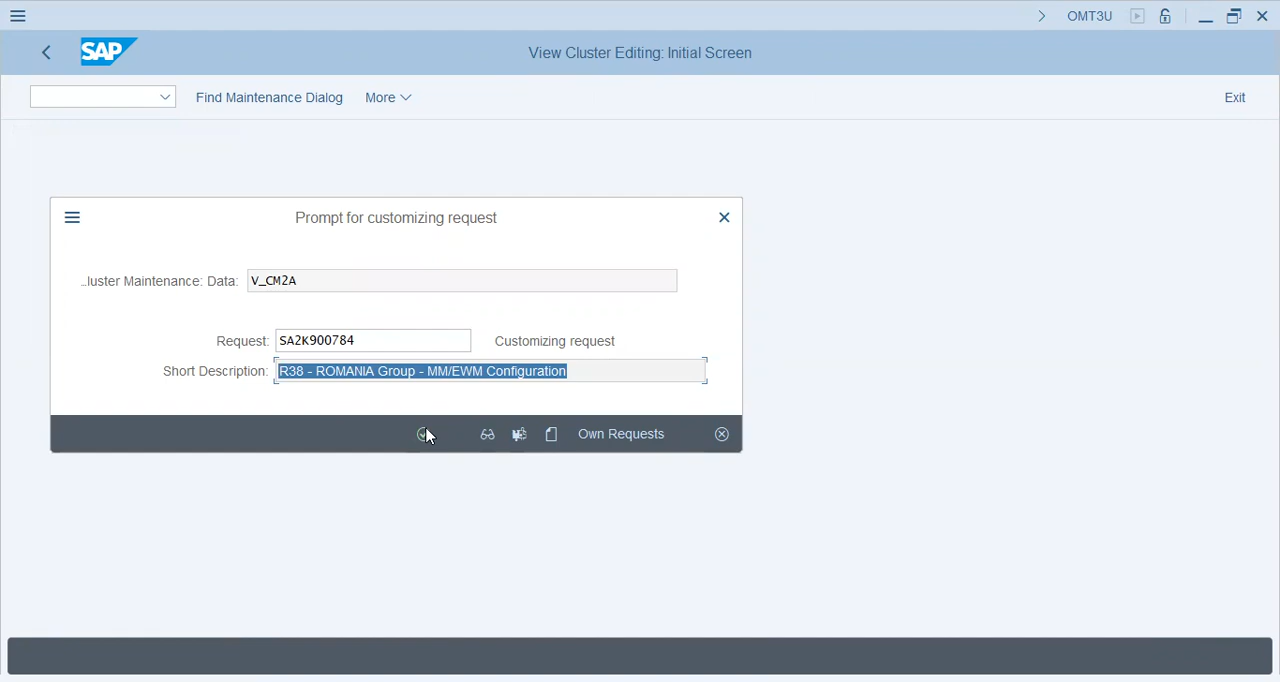 OMT3U
SAP
View Cluster Editing: Initial Screen
Find Maintenance Dialog
More
Exit
Prompt for customizing request
...luster Maintenance: Data: V_CM2A
Request: SA2K900784 Customizing request
Short Description: R38 - ROMANIA Group - MM/EWM Configuration
Own Requests